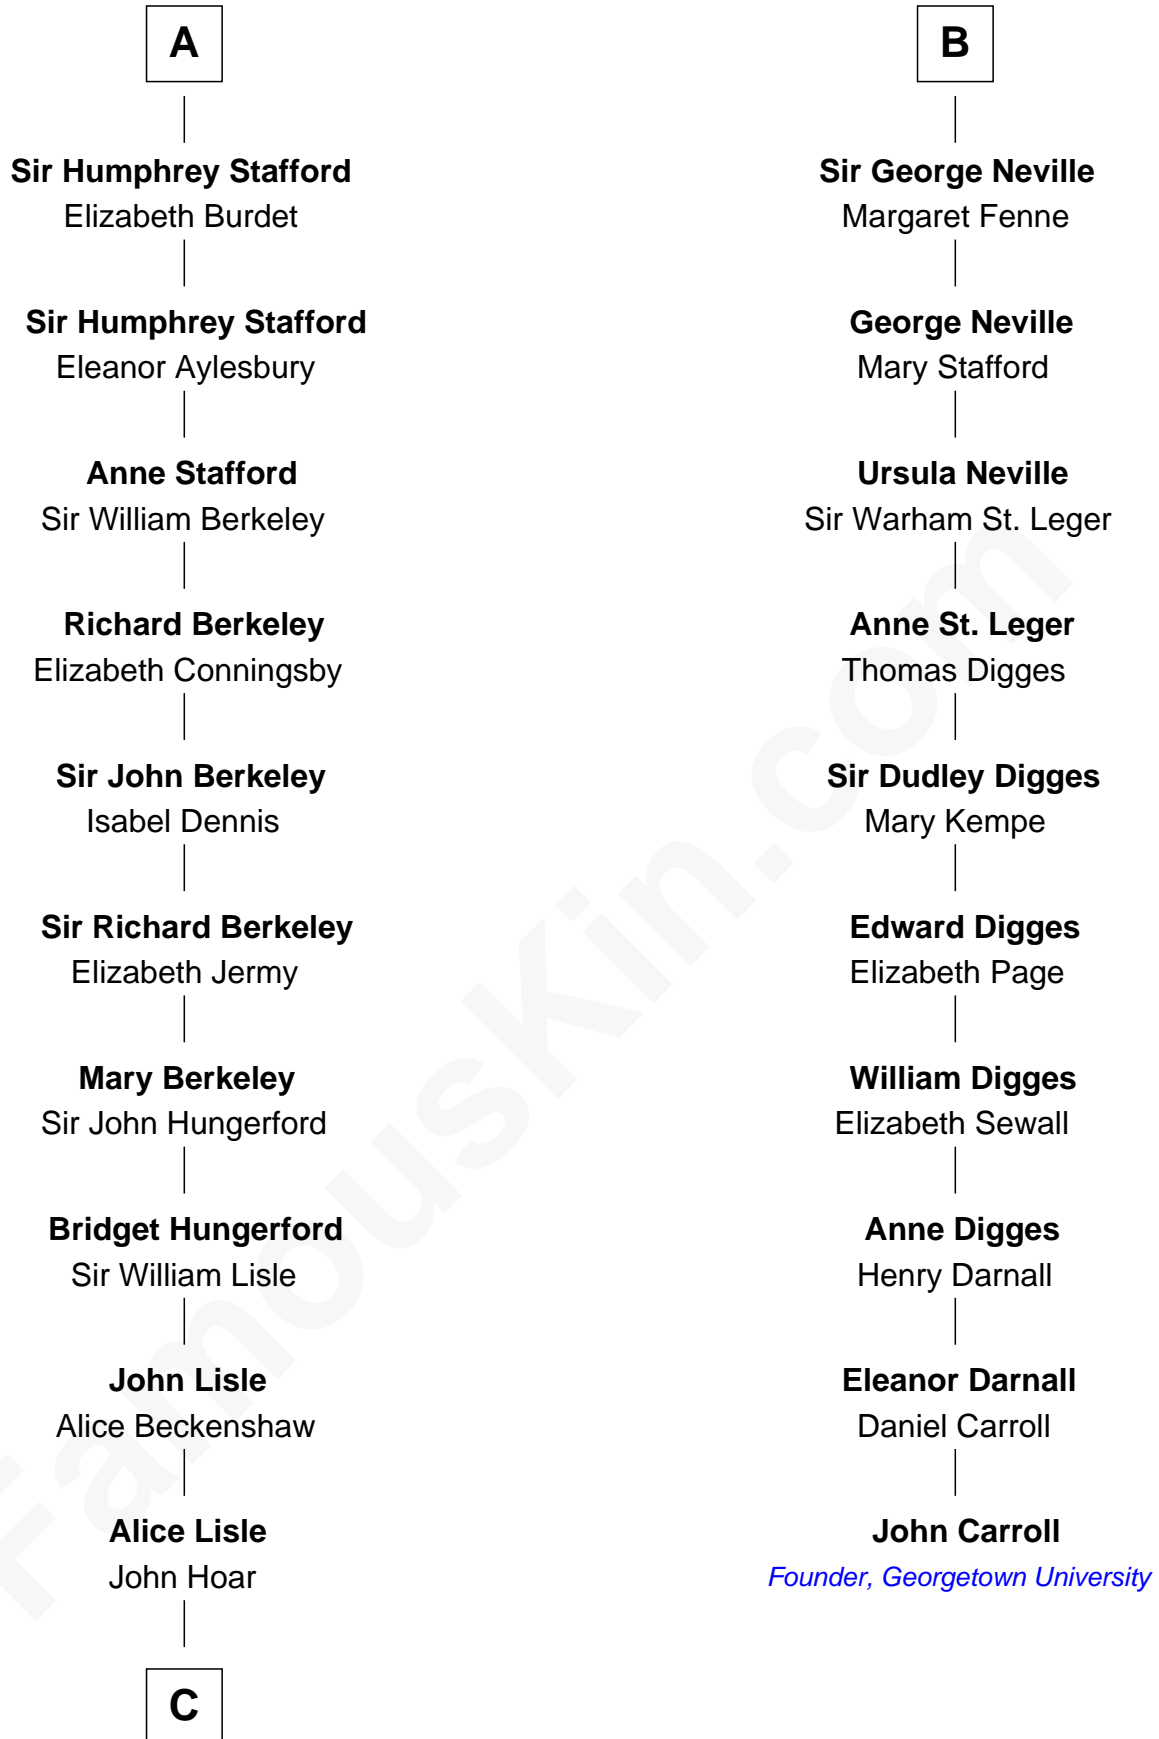 A
Sir Humphrey Stafford
Elizabeth Burdet
Sir Humphrey Stafford
Eleanor Aylesbury
Anne Stafford
Sir William Berkeley
Richard Berkeley
Elizabeth Conningsby
Sir John Berkeley
Isabel Dennis
Sir Richard Berkeley
Elizabeth Jermy
Mary Berkeley
Sir John Hungerford
Bridget Hungerford
Sir William Lisle
John Lisle
Alice Beckenshaw
Alice Lisle
John Hoar
C
B
Sir George Neville
Margaret Fenne
George Neville
Mary Stafford
Ursula Neville
Sir Warham St. Leger
Anne St. Leger
Thomas Digges
Sir Dudley Digges
Mary Kempe
Edward Digges
Elizabeth Page
William Digges
Elizabeth Sewall
Anne Digges
Henry Darnall
Eleanor Darnall
Daniel Carroll
John Carroll
Founder, Georgetown University
FamousKin.com